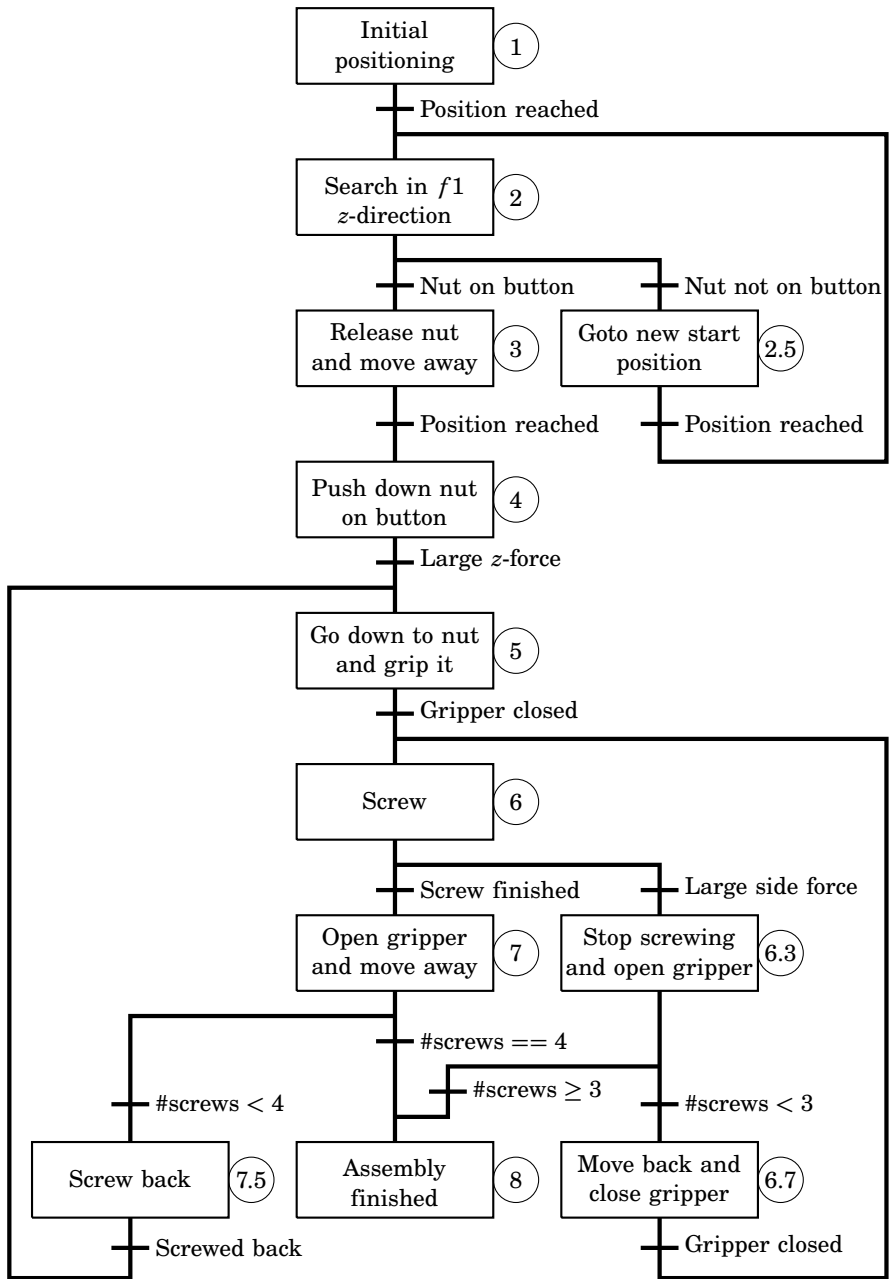 Initial
positioning
1
Position reached
Search in f1
z-direction
2
Nut on button
Nut not on button
Release nut
and move away
3
Goto new start
position
2.5
Position reached
Position reached
Push down nut
on button
4
Large z-force
Go down to nut
and grip it
5
Gripper closed
Screw
6
Screw finished
Large side force
Open gripper
and move away
7
Stop screwing
and open gripper
6.3
#screws == 4
#screws ≥ 3
#screws < 4
#screws < 3
Screw back
7.5
Assembly
finished
8
Move back and
close gripper
6.7
Screwed back
Gripper closed